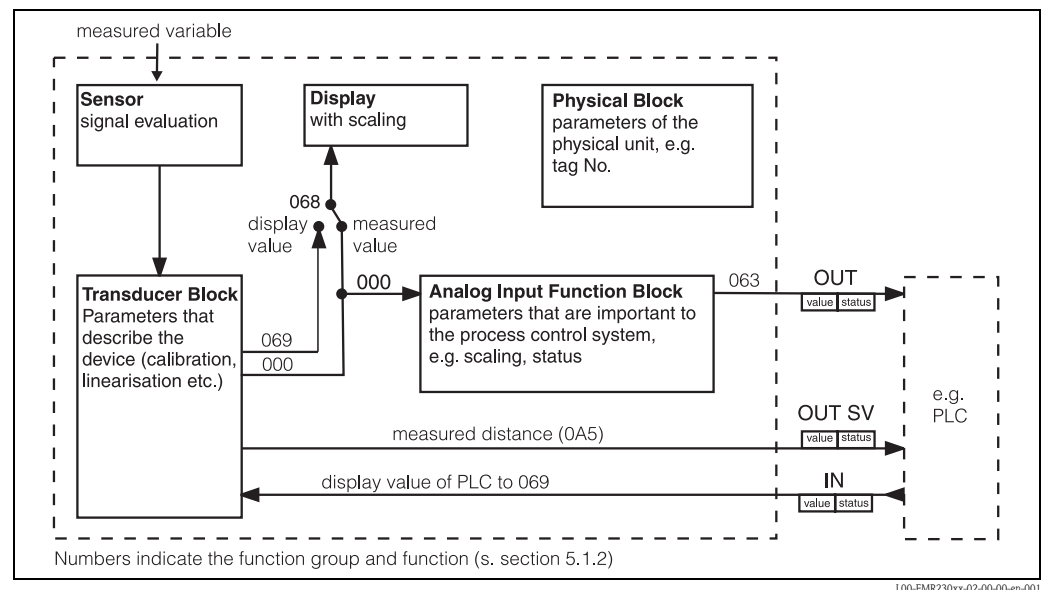 measured variable
Sensor
signal evaluation
Display
with scaling
Physical Block
parameters of the
physical unit, e.g.
tag No.
068
display
value
measured
value
000
Transducer Block
Parameters that
describe the
device (calibration,
linearisation etc.)
069
000
Analog Input Function Block
parameters that are important to
the process control system,
e.g. scaling, status
063
OUT
value status
e.g.
PLC
OUT SV
value status
measured distance (0A5)
IN
value status
display value of PLC to 069
Numbers indicate the function group and function (s. section 5.1.2)
L00-FMR230xx-02-00-00-en-001